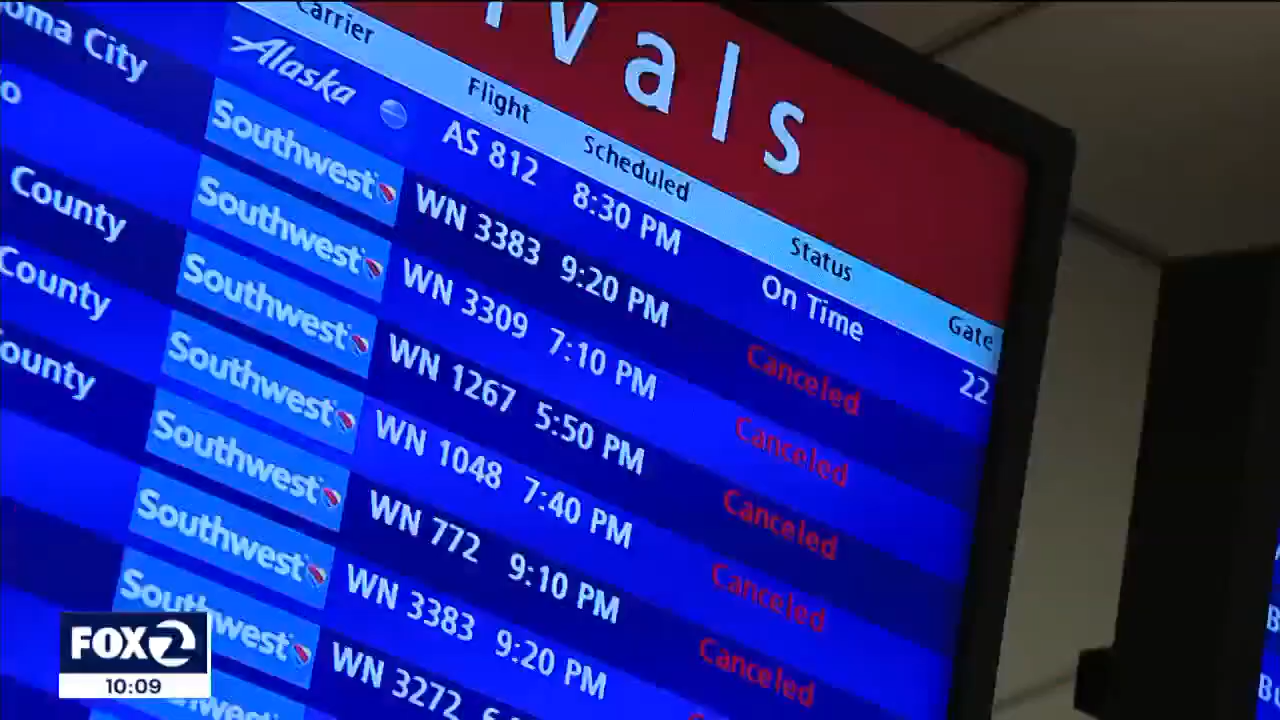 vals
Carrier Flight Scheduled Status Gate
oma City Alaska AS 812 8:30 PM On Time 22
o Southwest WN 3383 9:20 PM Canceled
Southwest WN 3309 7:10 PM Canceled
County Southwest WN 1267 5:50 PM Canceled
County Southwest WN 1048 7:40 PM Canceled
ounty Southwest WN 772 9:10 PM Canceled
Southwest WN 3383 9:20 PM
Southwest WN 3272
FOX 2
10:09